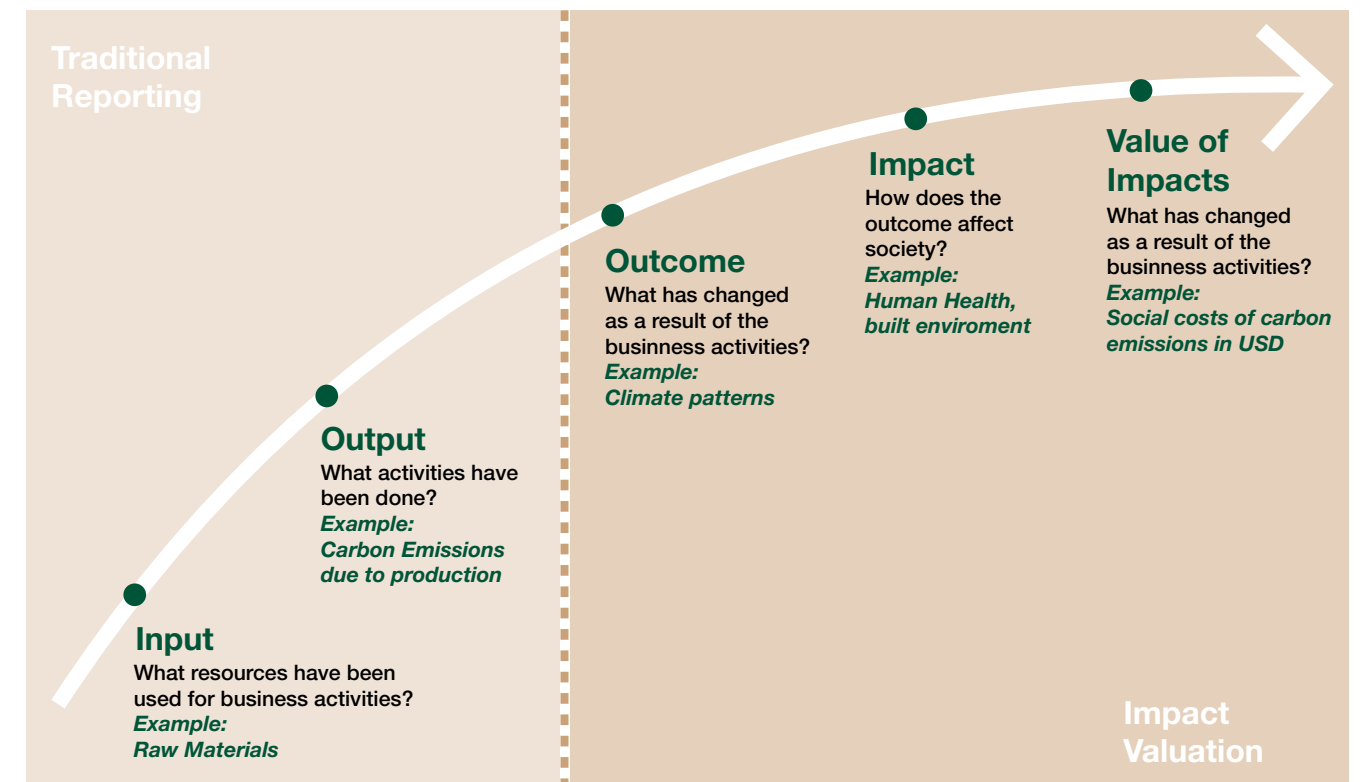 Traditional
Reporting
Input
What resources have been
used for business activities?
Example:
Raw Materials
Output
What activities have
been done?
Example:
Carbon Emissions
due to production
Outcome
What has changed
as a result of the
businness activities?
Example:
Climate patterns
Impact
How does the
outcome affect
society?
Example:
Human Health,
built enviroment
Value of
Impacts
What has changed
as a result of the
businness activities?
Example:
Social costs of carbon
emissions in USD
Impact
Valuation